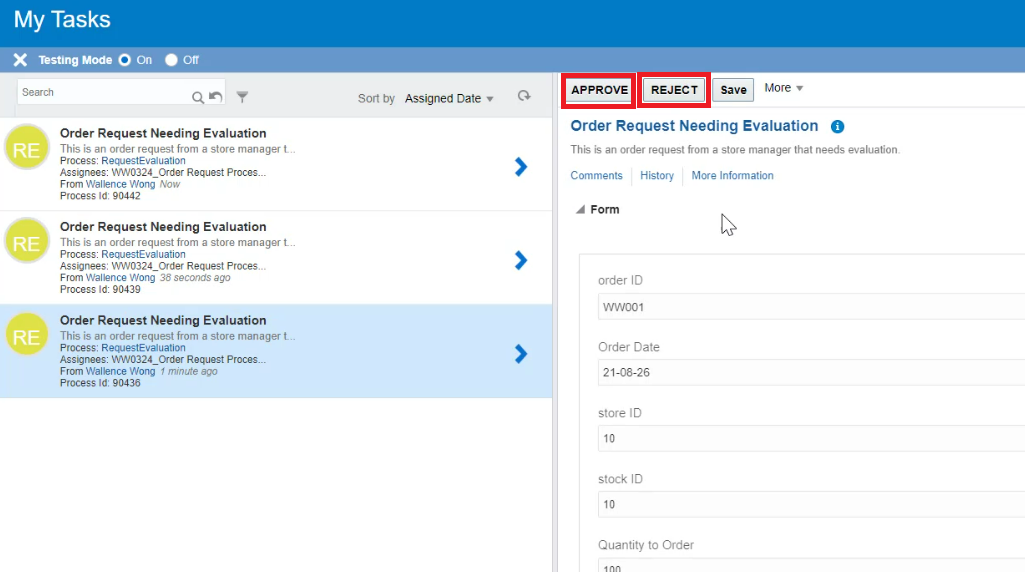 My Tasks
Testing Mode On Off
Search
Sort by Assigned Date
RE
Order Request Needing Evaluation
This is an order request from a store manager t...
Process: RequestEvaluation
Assignees: WW0324_Order Request Proces...
From Wallence Wong Now
Process Id: 90442
RE
Order Request Needing Evaluation
This is an order request from a store manager t...
Process: RequestEvaluation
Assignees: WW0324_Order Request Proces...
From Wallence Wong 38 seconds ago
Process Id: 90439
RE
Order Request Needing Evaluation
This is an order request from a store manager t...
Process: RequestEvaluation
Assignees: WW0324_Order Request Proces...
From Wallence Wong 1 minute ago
Process Id: 90436
APPROVE REJECT Save More
Order Request Needing Evaluation i
This is an order request from a store manager that needs evaluation.
Comments History More Information
Form
order ID
WW001
Order Date
21-08-26
store ID
10
stock ID
10
Quantity to Order
100